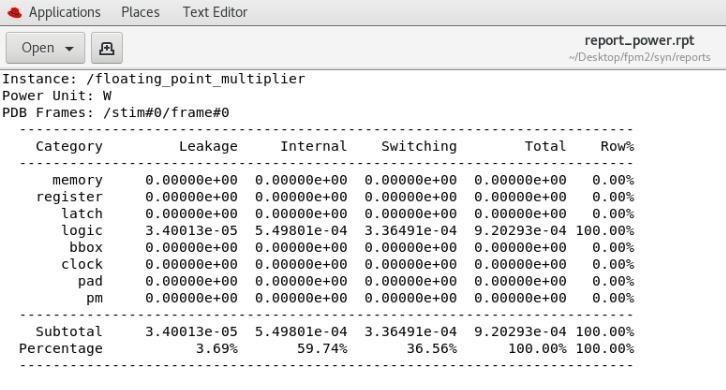 Applications Places Text Editor
Open
report_power.rpt
~/Desktop/fpm2/syn/reports
Instance: /floating_point_multiplier
Power Unit: W
PDB Frames: /stim#0/frame#0
-------------------------------------------------------------------------
Category Leakage Internal Switching Total Row%
-------------------------------------------------------------------------
memory 0.00000e+00 0.00000e+00 0.00000e+00 0.00000e+00 0.00%
register 0.00000e+00 0.00000e+00 0.00000e+00 0.00000e+00 0.00%
latch 0.00000e+00 0.00000e+00 0.00000e+00 0.00000e+00 0.00%
logic 3.40013e-05 5.49801e-04 3.36491e-04 9.20293e-04 100.00%
bbox 0.00000e+00 0.00000e+00 0.00000e+00 0.00000e+00 0.00%
clock 0.00000e+00 0.00000e+00 0.00000e+00 0.00000e+00 0.00%
pad 0.00000e+00 0.00000e+00 0.00000e+00 0.00000e+00 0.00%
pm 0.00000e+00 0.00000e+00 0.00000e+00 0.00000e+00 0.00%
-------------------------------------------------------------------------
Subtotal 3.40013e-05 5.49801e-04 3.36491e-04 9.20293e-04 100.00%
Percentage 3.69% 59.74% 36.56% 100.00% 100.00%
-------------------------------------------------------------------------